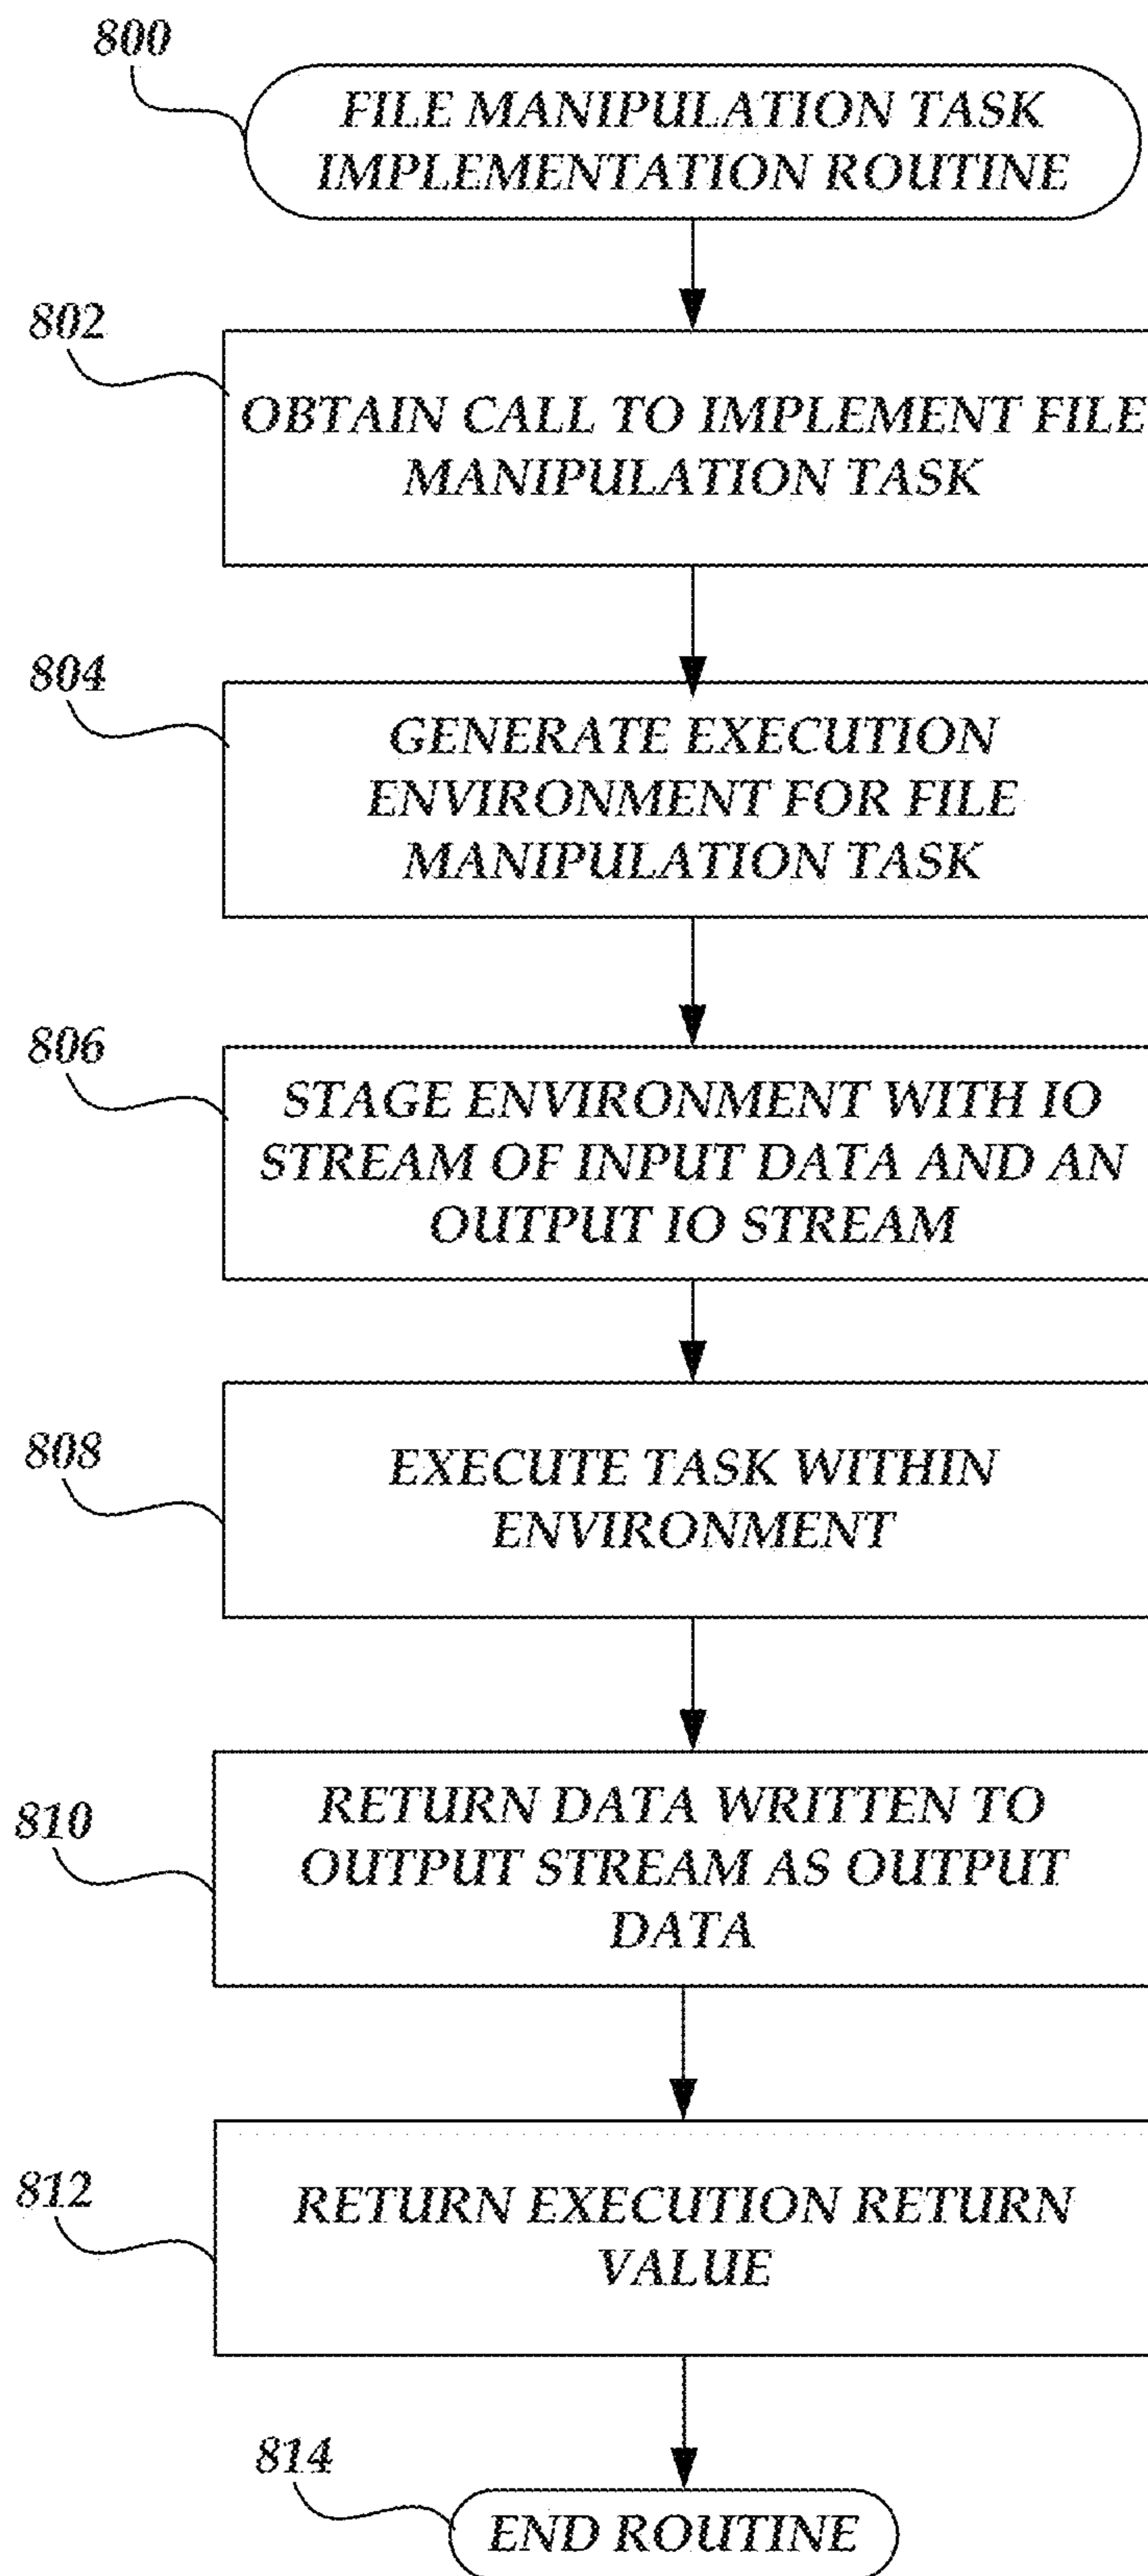 800
FILE MANIPULATION TASK
IMPLEMENTATION ROUTINE
802
OBTAIN CALL TO IMPLEMENT FILE
MANIPULATION TASK
804
GENERATE EXECUTION
ENVIRONMENT FOR FILE
MANIPULATION TASK
806
STAGE ENVIRONMENT WITH IO
STREAM OF INPUT DATA AND AN
OUTPUT IO STREAM
808
EXECUTE TASK WITHIN
ENVIRONMENT
810
RETURN DATA WRITTEN TO
OUTPUT STREAM AS OUTPUT
DATA
812
RETURN EXECUTION RETURN
VALUE
814
END ROUTINE